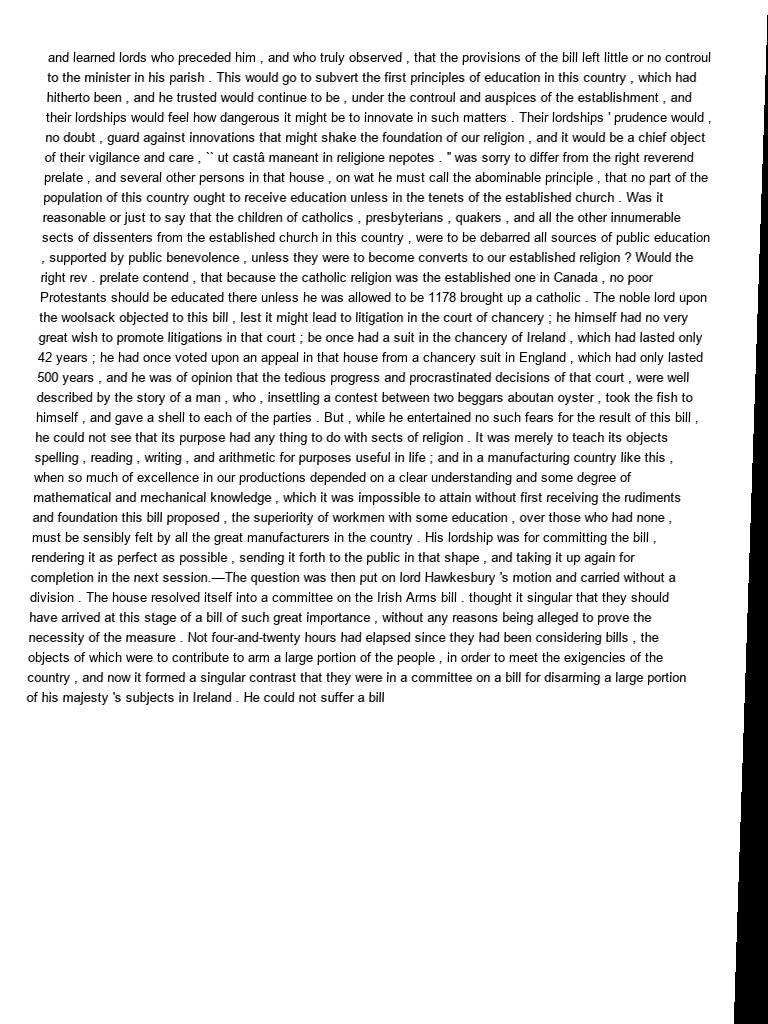 and learned lords who preceded him , and who truly observed , that the provisions of the bill left little or no controul
to the minister in his parish . This would go to subvert the first principles of education in this country , which had
hitherto been , and he trusted would continue to be , under the controul and auspices of the establishment , and
their lordships would feel how dangerous it might be to innovate in such matters . Their lordships ' prudence would ,
no doubt , guard against innovations that might shake the foundation of our religion , and it would be a chief object
of their vigilance and care , `` ut castâ maneant in religione nepotes . " was sorry to differ from the right reverend
prelate , and several other persons in that house , on wat he must call the abominable principle , that no part of the
population of this country ought to receive education unless in the tenets of the established church . Was it
reasonable or just to say that the children of catholics , presbyterians , quakers , and all the other innumerable
sects of dissenters from the established church in this country , were to be debarred all sources of public education
, supported by public benevolence , unless they were to become converts to our established religion ? Would the
right rev . prelate contend , that because the catholic religion was the established one in Canada , no poor
Protestants should be educated there unless he was allowed to be 1178 brought up a catholic . The noble lord upon
the woolsack objected to this bill , lest it might lead to litigation in the court of chancery ; he himself had no very
great wish to promote litigations in that court ; be once had a suit in the chancery of Ireland , which had lasted only
42 years ; he had once voted upon an appeal in that house from a chancery suit in England , which had only lasted
500 years , and he was of opinion that the tedious progress and procrastinated decisions of that court , were well
described by the story of a man , who , insettling a contest between two beggars aboutan oyster , took the fish to
himself , and gave a shell to each of the parties . But , while he entertained no such fears for the result of this bill ,
he could not see that its purpose had any thing to do with sects of religion . It was merely to teach its objects
spelling , reading , writing , and arithmetic for purposes useful in life ; and in a manufacturing country like this ,
when so much of excellence in our productions depended on a clear understanding and some degree of
mathematical and mechanical knowledge , which it was impossible to attain without first receiving the rudiments
and foundation this bill proposed , the superiority of workmen with some education , over those who had none ,
must be sensibly felt by all the great manufacturers in the country . His lordship was for committing the bill ,
rendering it as perfect as possible , sending it forth to the public in that shape , and taking it up again for
completion in the next session.—The question was then put on lord Hawkesbury 's motion and carried without a
division . The house resolved itself into a committee on the Irish Arms bill . thought it singular that they should
have arrived at this stage of a bill of such great importance , without any reasons being alleged to prove the
necessity of the measure . Not four-and-twenty hours had elapsed since they had been considering bills , the
objects of which were to contribute to arm a large portion of the people , in order to meet the exigencies of the
country , and now it formed a singular contrast that they were in a committee on a bill for disarming a large portion
of his majesty 's subjects in Ireland . He could not suffer a bill